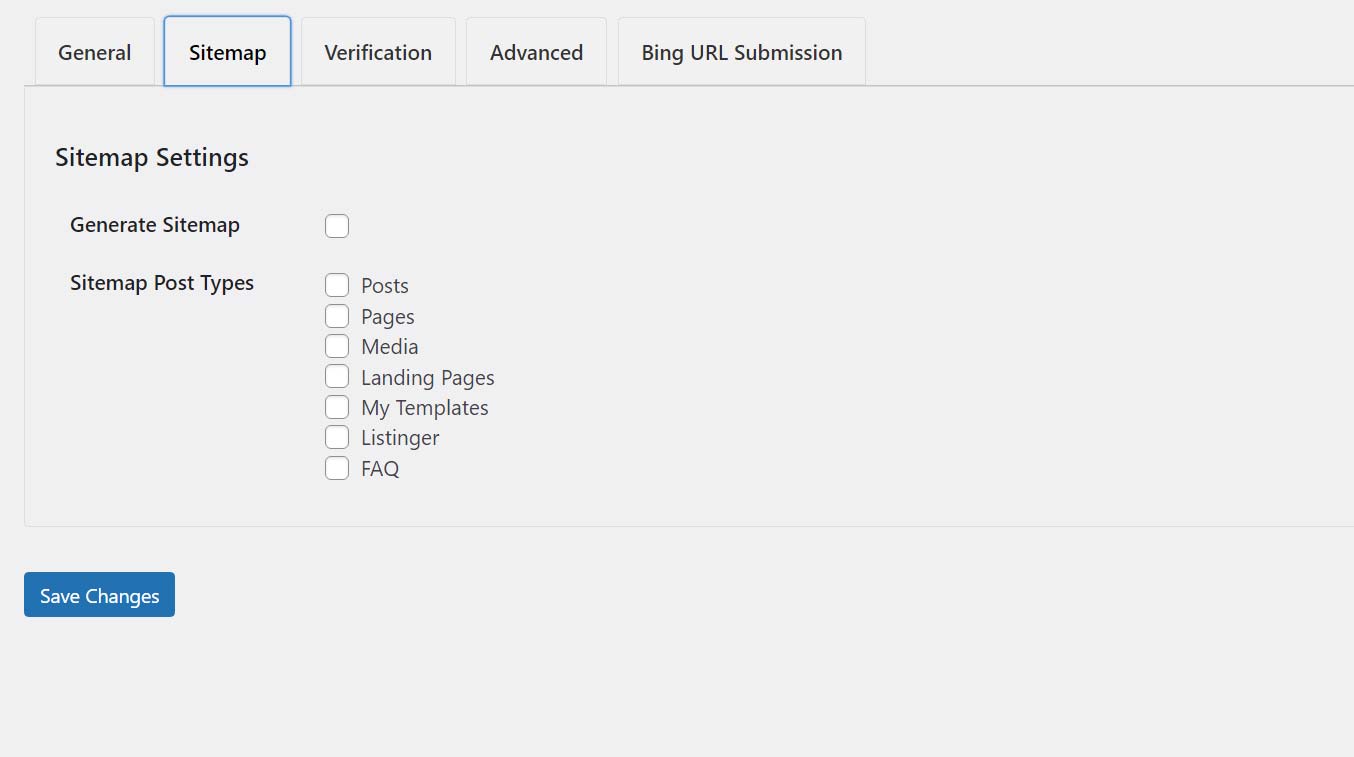 General Sitemap Verification Advanced Bing URL Submission
Sitemap Settings
Generate Sitemap
Sitemap Post Types
Posts
Pages
Media
Landing Pages
My Templates
Listinger
FAQ
Save Changes